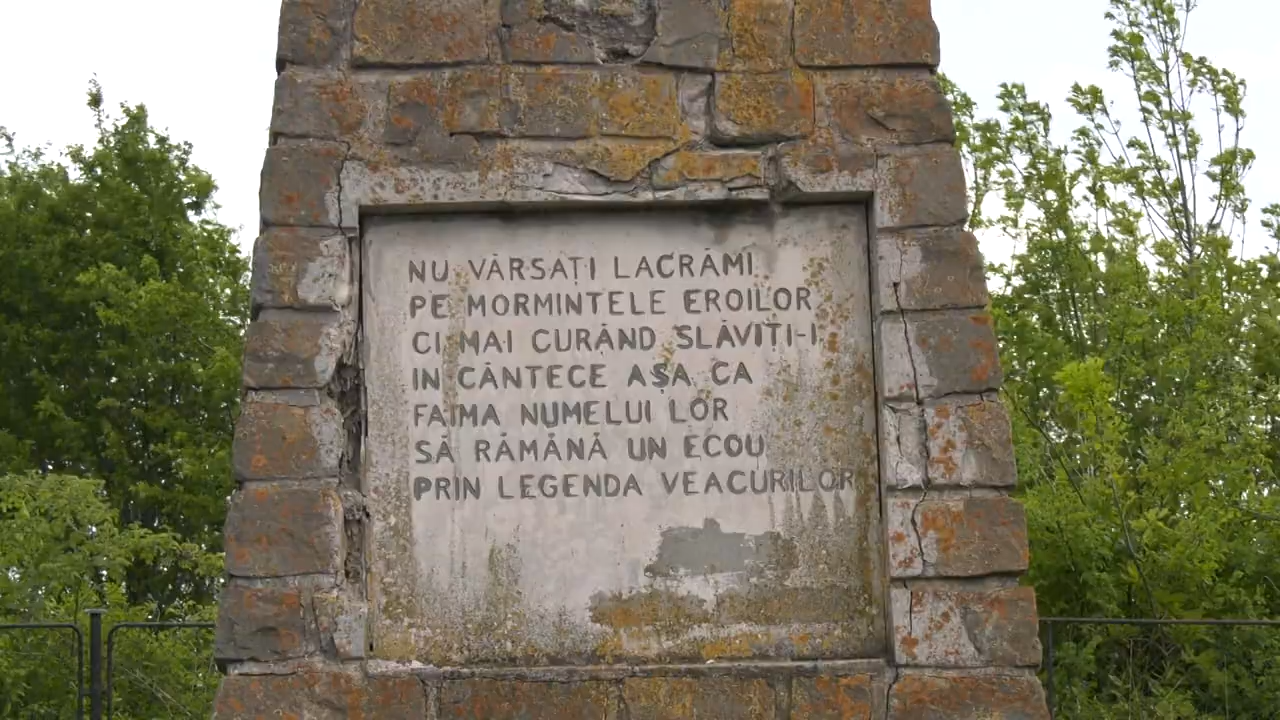 NU VĂRSAȚI LACRĂMI
PE MORMINTELE EROILOR
CI MAI CURÂND SLĂVIȚI-I
IN CÂNTECE AȘA CA
FAIMA NUMELUI LOR
SĂ RĂMÂNĂ UN ECOU
PRIN LEGENDA VEACURILOR